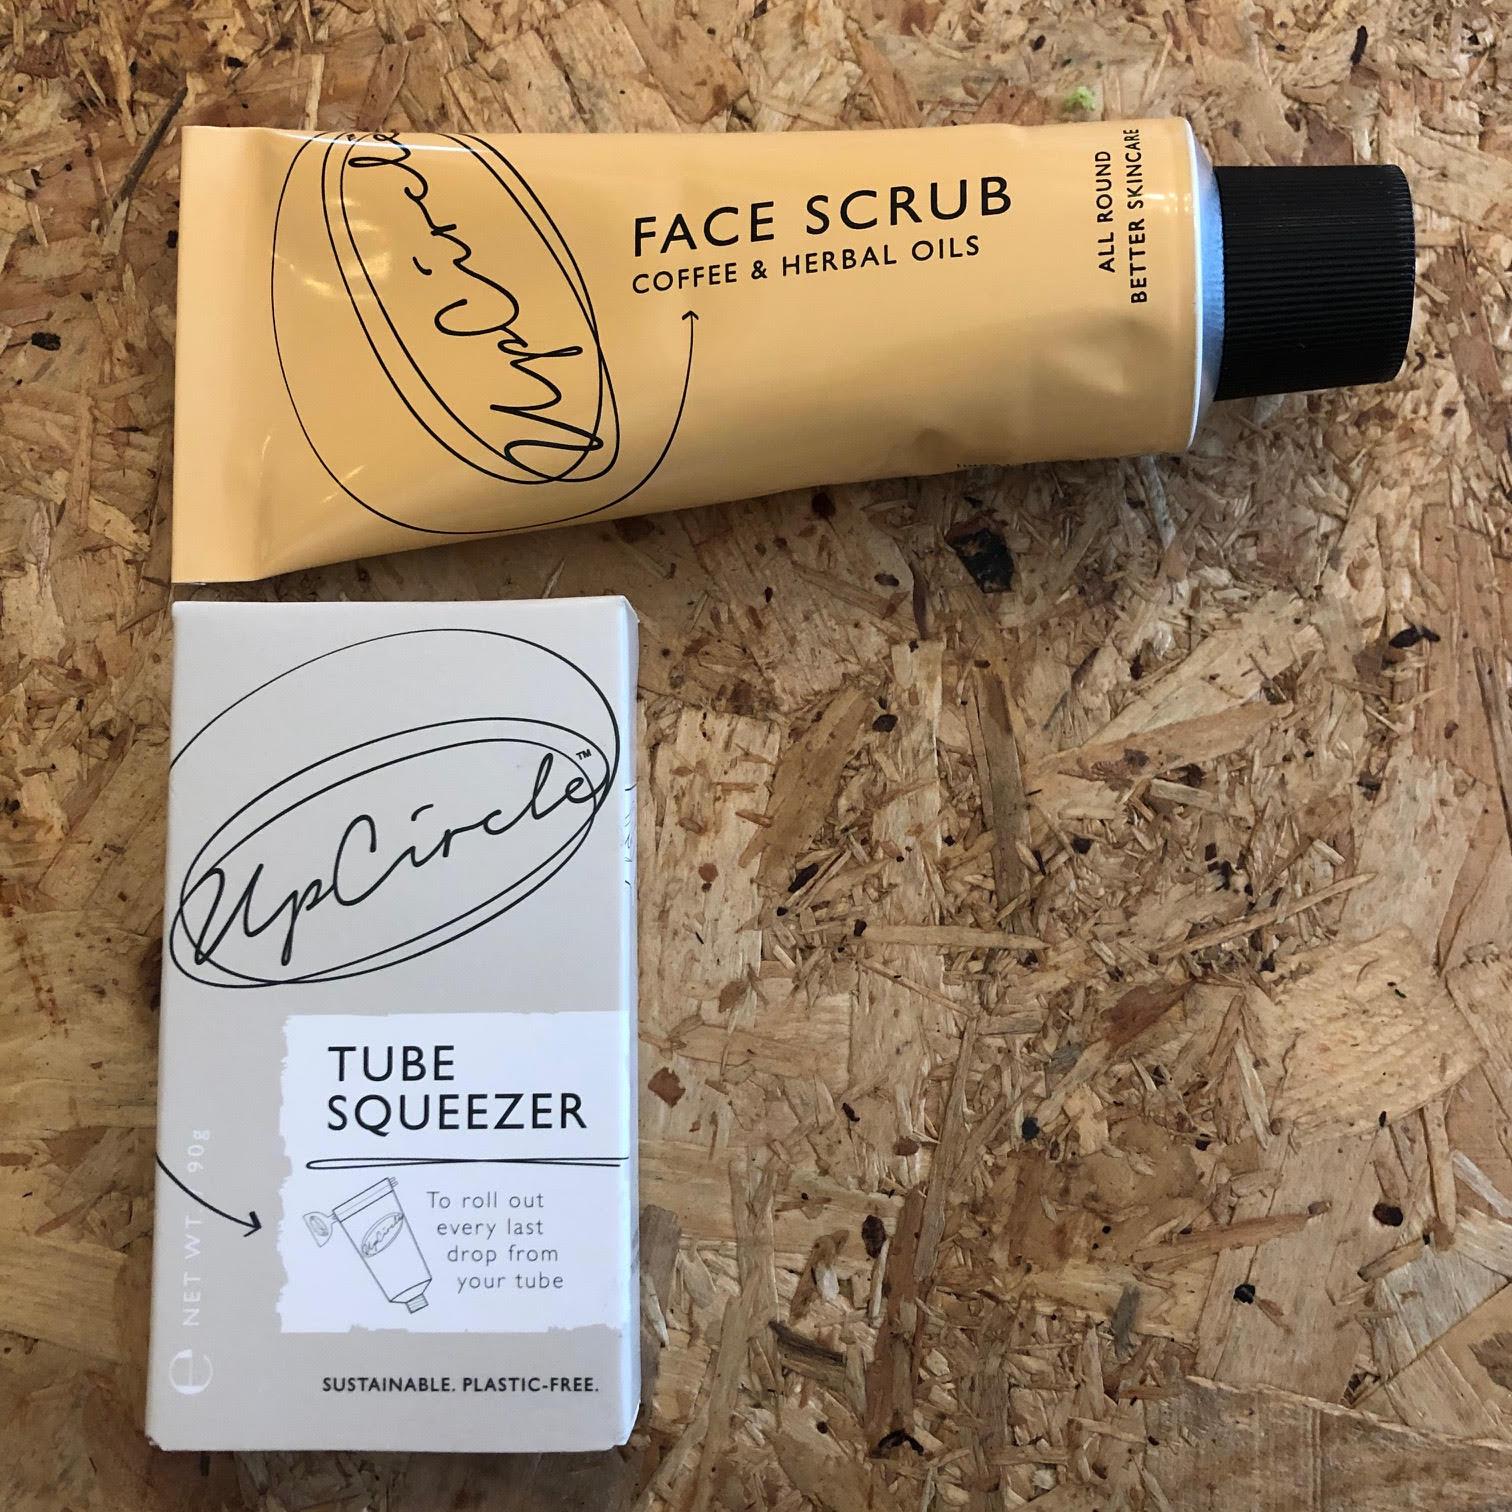 UpCircle
FACE SCRUB
COFFEE & HERBAL OILS
ALL ROUND
BETTER SKINCARE
UpCircle™
TUBE
SQUEEZER
To roll out
every last
drop from
your tube
UpCircle
SUSTAINABLE. PLASTIC-FREE.
e NET WT. 90g